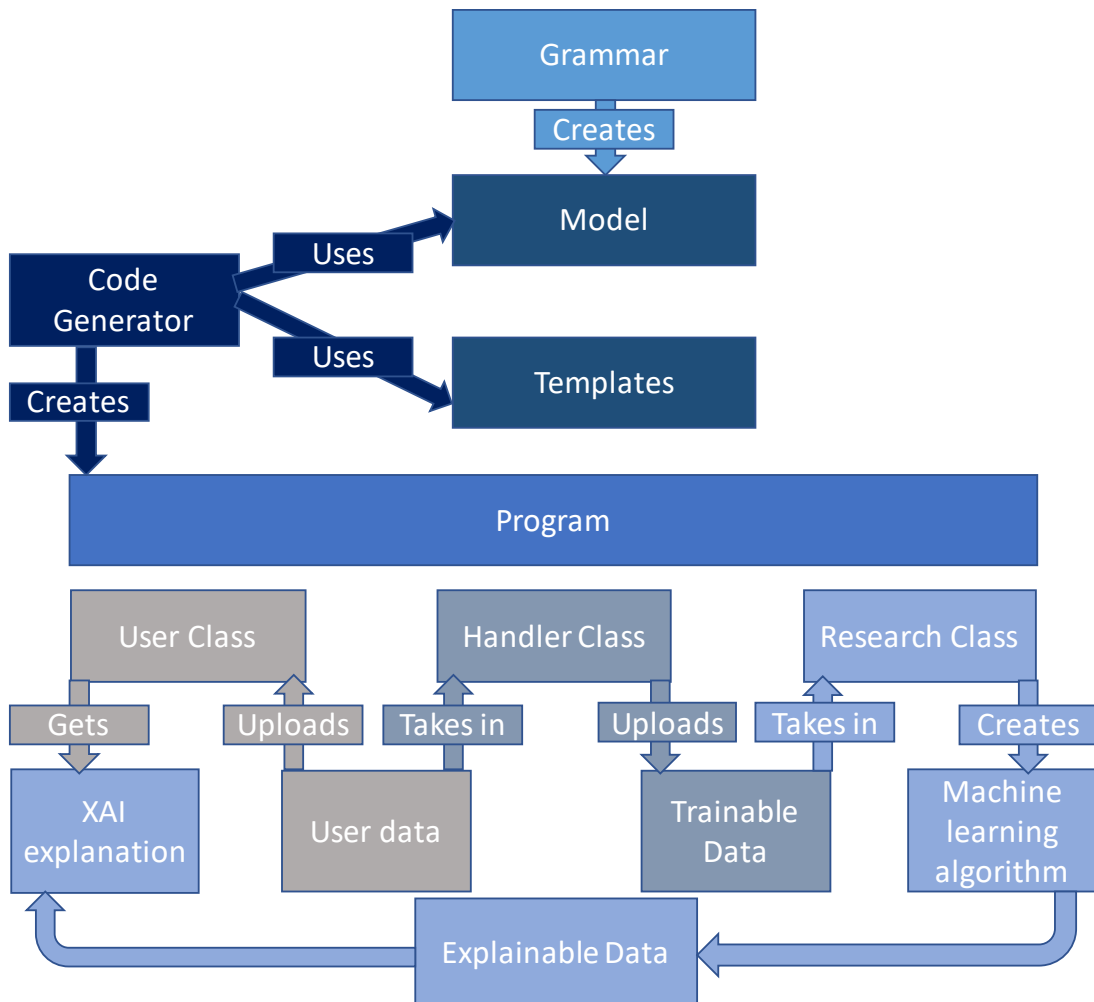 Grammar
Creates
Model
Uses
Code
Generator
Uses
Templates
Creates
Program
User Class
Handler Class
Research Class
Gets
Uploads
Takes in
Uploads
Takes in
Creates
XAI
explanation
User data
Trainable
Data
Machine
learning
algorithm
Explainable Data